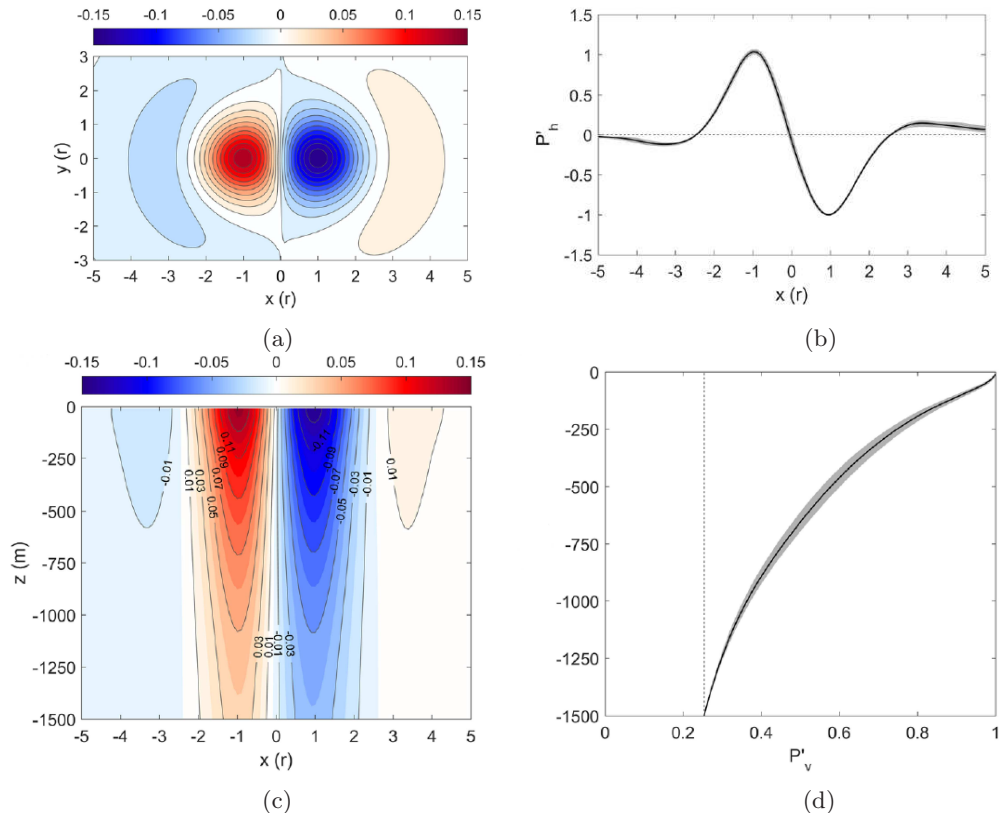 -0.15 -0.1 -0.05 0 0.05 0.1 0.15
3
2
1
0
-1
-2
-3
y (r)
-5 -4 -3 -2 -1 0 1 2 3 4 5
x (r)
(a)
1.5
1
0.5
0
-0.5
-1
-1.5
P'h
-5 -4 -3 -2 -1 0 1 2 3 4 5
x (r)
(b)
-0.15 -0.1 -0.05 0 0.05 0.1 0.15
0
-250
-500
-750
-1000
-1250
-1500
z (m)
-0.01
0.01
0.03
0.05
0.07
0.09
0.11
-0.11
-0.09
-0.07
-0.05
-0.03
-0.01
0.01
0.03
0.01
-0.01
-0.03
-5 -4 -3 -2 -1 0 1 2 3 4 5
x (r)
(c)
0
-250
-500
-750
-1000
-1250
-1500
0 0.2 0.4 0.6 0.8 1
P'v
(d)